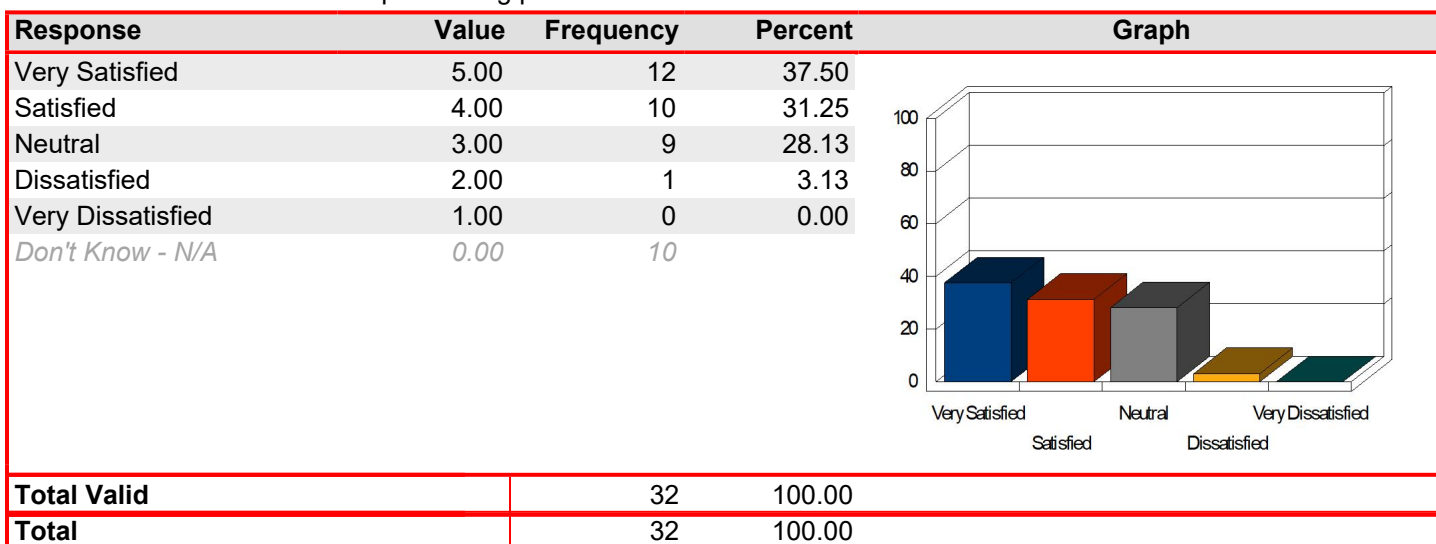 Response Value Frequency Percent Graph
Very Satisfied 5.00 12 37.50
Satisfied 4.00 10 31.25
Neutral 3.00 9 28.13
Dissatisfied 2.00 1 3.13
Very Dissatisfied 1.00 0 0.00
Don't Know - N/A 0.00 10
100
80
60
40
20
0
Very Satisfied Neutral Very Dissatisfied
Satisfied Dissatisfied
Total Valid 32 100.00
Total 32 100.00